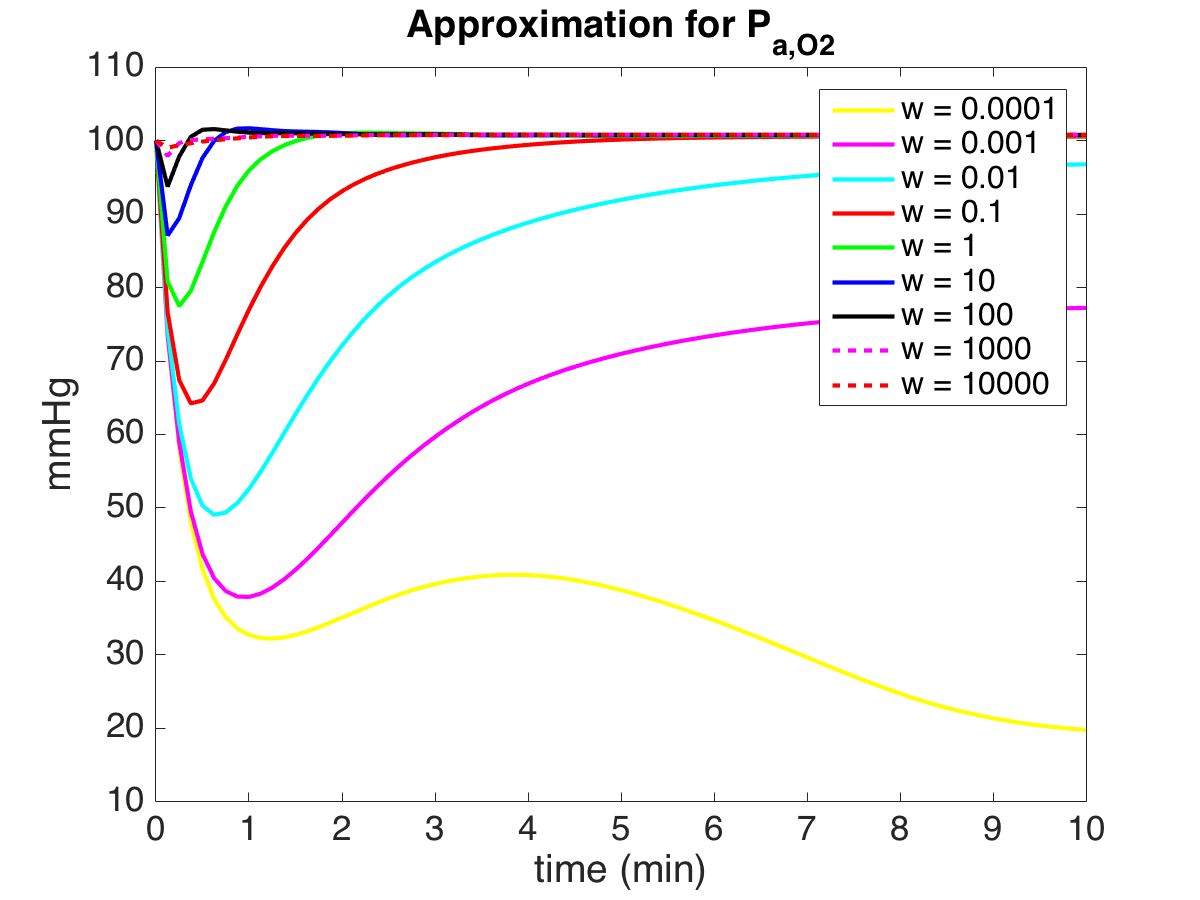 Approximation for P_a,O2
110
100
90
80
70
60
50
40
30
20
10
mmHg
w = 0.0001
w = 0.001
w = 0.01
w = 0.1
w = 1
w = 10
w = 100
w = 1000
w = 10000
0 1 2 3 4 5 6 7 8 9 10
time (min)